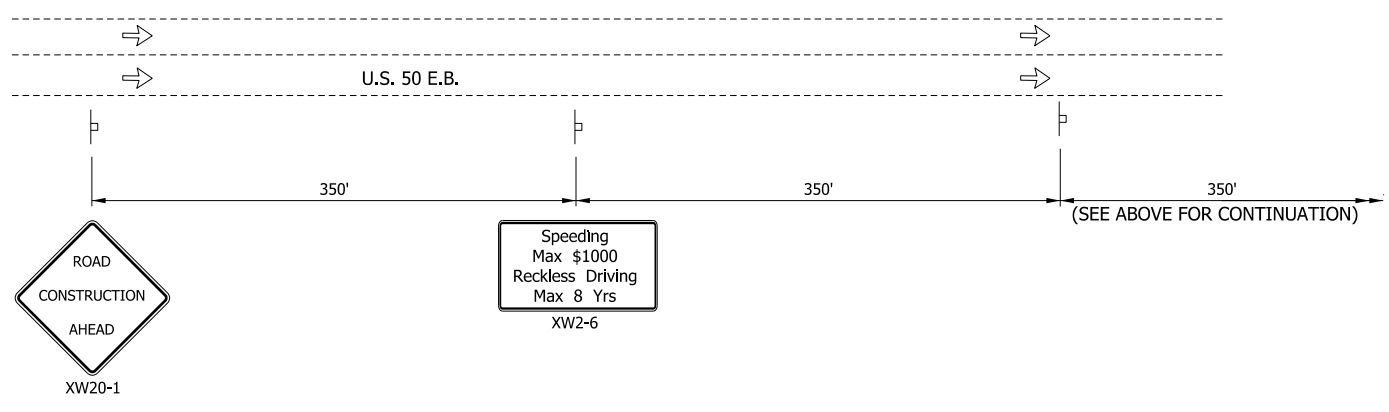 U.S. 50 E.B.
350'
350'
350'
(SEE ABOVE FOR CONTINUATION)
ROAD
CONSTRUCTION
AHEAD
XW20-1
Speeding
Max $1000
Reckless Driving
Max 8 Yrs
XW2-6